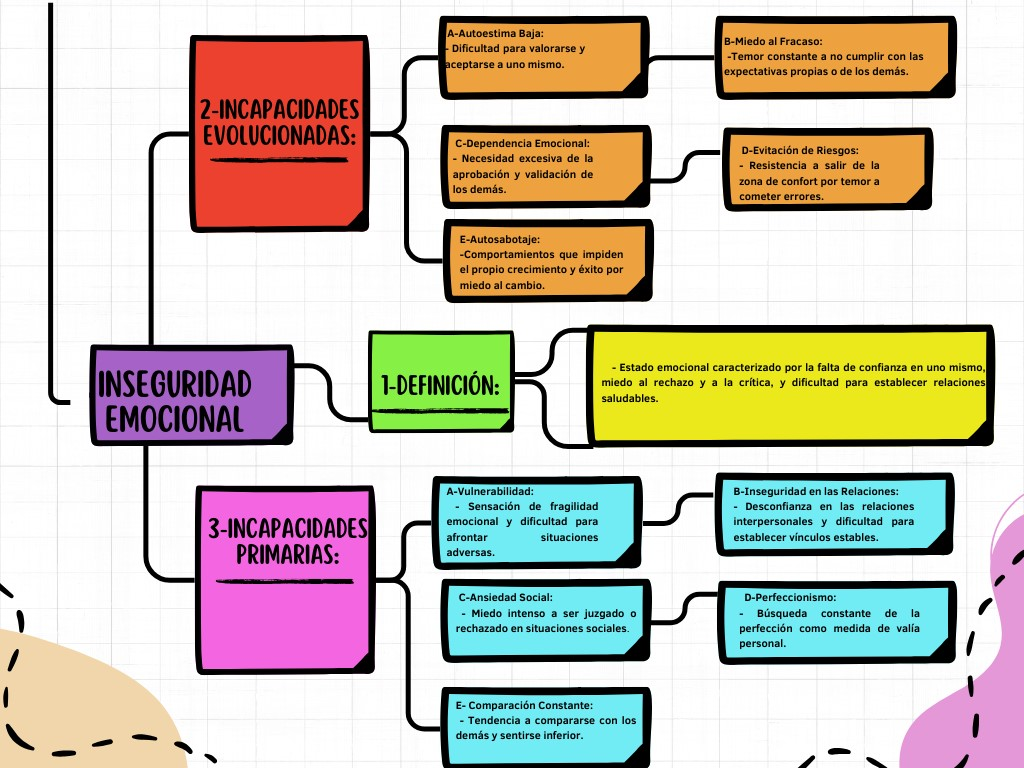 2-INCAPACIDADES
EVOLUCIONADAS:
A-Autoestima Baja:
- Dificultad para valorarse y
aceptarse a uno mismo.
B-Miedo al Fracaso:
-Temor constante a no cumplir con las
expectativas propias o de los demás.
C-Dependencia Emocional:
- Necesidad excesiva de la
aprobación y validación de
los demás.
D-Evitación de Riesgos:
- Resistencia a salir de la
zona de confort por temor a
cometer errores.
E-Autosabotaje:
-Comportamientos que impiden
el propio crecimiento y éxito por
miedo al cambio.
INSEGURIDAD
EMOCIONAL
1-DEFINICIÓN:
- Estado emocional caracterizado por la falta de confianza en uno mismo,
miedo al rechazo y a la crítica, y dificultad para establecer relaciones
saludables.
3-INCAPACIDADES
PRIMARIAS:
A-Vulnerabilidad:
- Sensación de fragilidad
emocional y dificultad para
afrontar situaciones
adversas.
B-Inseguridad en las Relaciones:
- Desconfianza en las relaciones
interpersonales y dificultad para
establecer vínculos estables.
C-Ansiedad Social:
- Miedo intenso a ser juzgado o
rechazado en situaciones sociales.
D-Perfeccionismo:
- Búsqueda constante de la
perfección como medida de valía
personal.
E- Comparación Constante:
- Tendencia a compararse con los
demás y sentirse inferior.